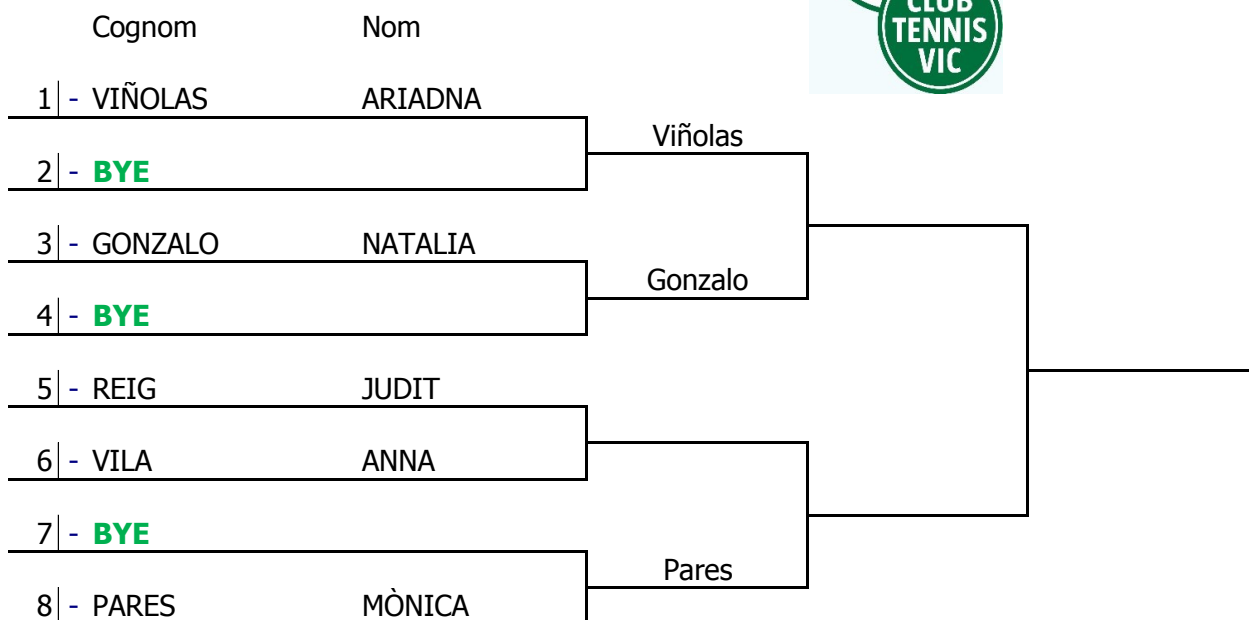 CLUB
TENNIS
VIC
Cognom Nom
1 - VIÑOLAS ARIADNA
Viñolas
2 - BYE
3 - GONZALO NATALIA
Gonzalo
4 - BYE
5 - REIG JUDIT
6 - VILA ANNA
7 - BYE
Pares
8 - PARES MÒNICA